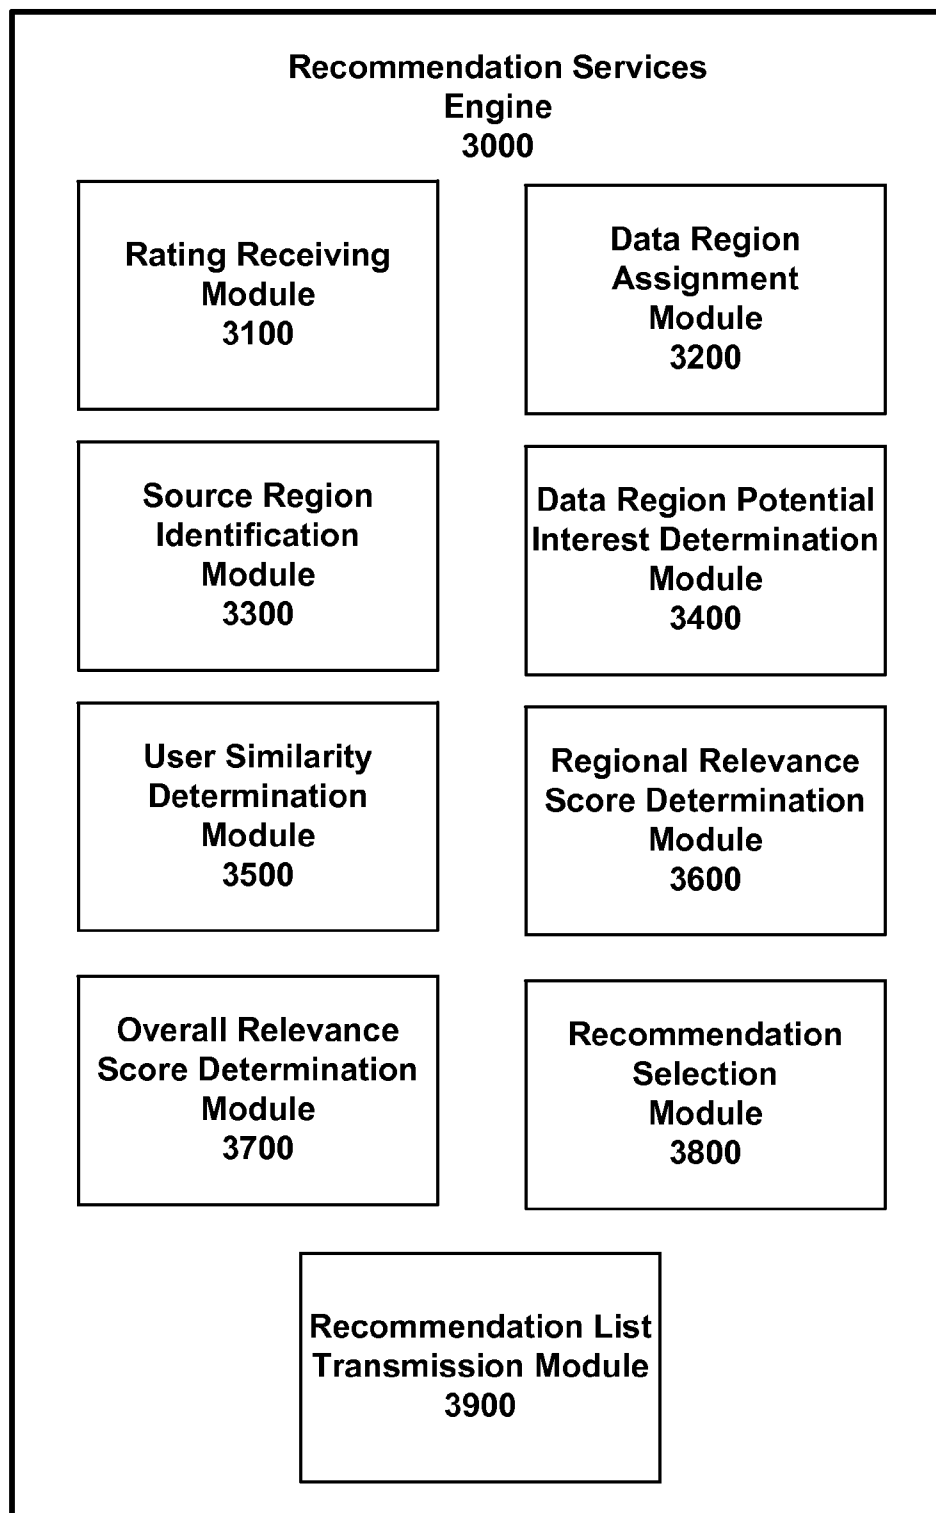 Recommendation Services
Engine
3000
Rating Receiving
Module
3100
Data Region
Assignment
Module
3200
Source Region
Identification
Module
3300
Data Region Potential
Interest Determination
Module
3400
User Similarity
Determination
Module
3500
Regional Relevance
Score Determination
Module
3600
Overall Relevance
Score Determination
Module
3700
Recommendation
Selection
Module
3800
Recommendation List
Transmission Module
3900